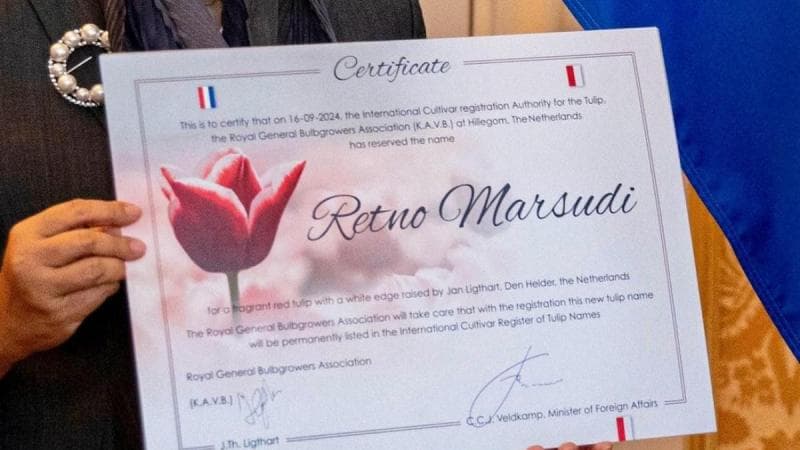 Certificate
This is to certify that on 16-09-2024, the International Cultivar registration Authority for the Tulip,
the Royal General Bulbgrowers Association (K.A.V.B.) at Hillegom, The Netherlands
has reserved the name
Retno Marsudi
for a fragrant red tulip with a white edge raised by Jan Ligthart, Den Helder, the Netherlands
The Royal General Bulbgrowers Association will take care that with the registration this new tulip name
will be permanently listed in the International Cultivar Register of Tulip Names
Royal General Bulbgrowers Association
(K.A.V.B.)
J.Th. Ligthart
C.C.J. Veldkamp, Minister of Foreign Affairs